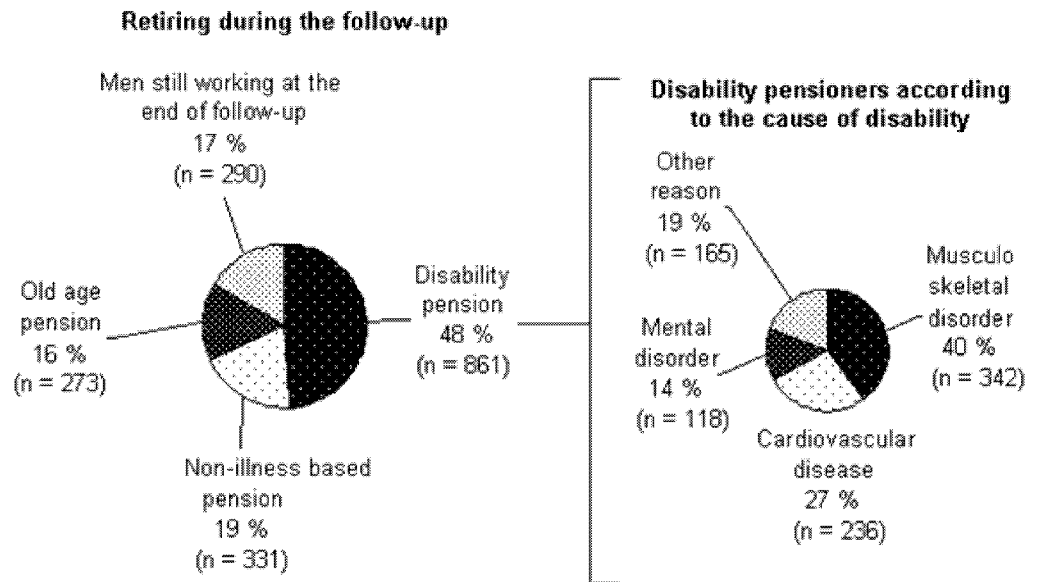 Retiring during the follow-up
Men still working at the
end of follow-up
17 %
(n = 290)
Old age
pension
16 %
(n = 273)
Disability
pension
48 %
(n = 861)
Non-illness based
pension
19 %
(n = 331)
Disability pensioners according
to the cause of disability
Other
reason
19 %
(n = 165)
Musculo
skeletal
disorder
40 %
(n = 342)
Mental
disorder
14 %
(n = 118)
Cardiovascular
disease
27 %
(n = 236)